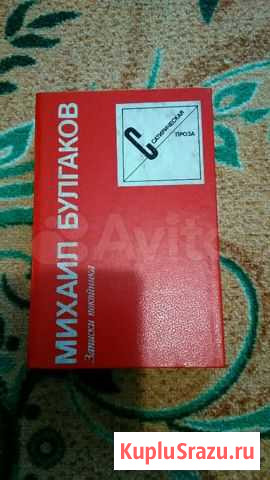 МИХАИЛ БУЛГАКОВ
Записки покойника
САТИРИЧЕСКАЯ
ПРОЗА
Avito
KupluSrazu.ru